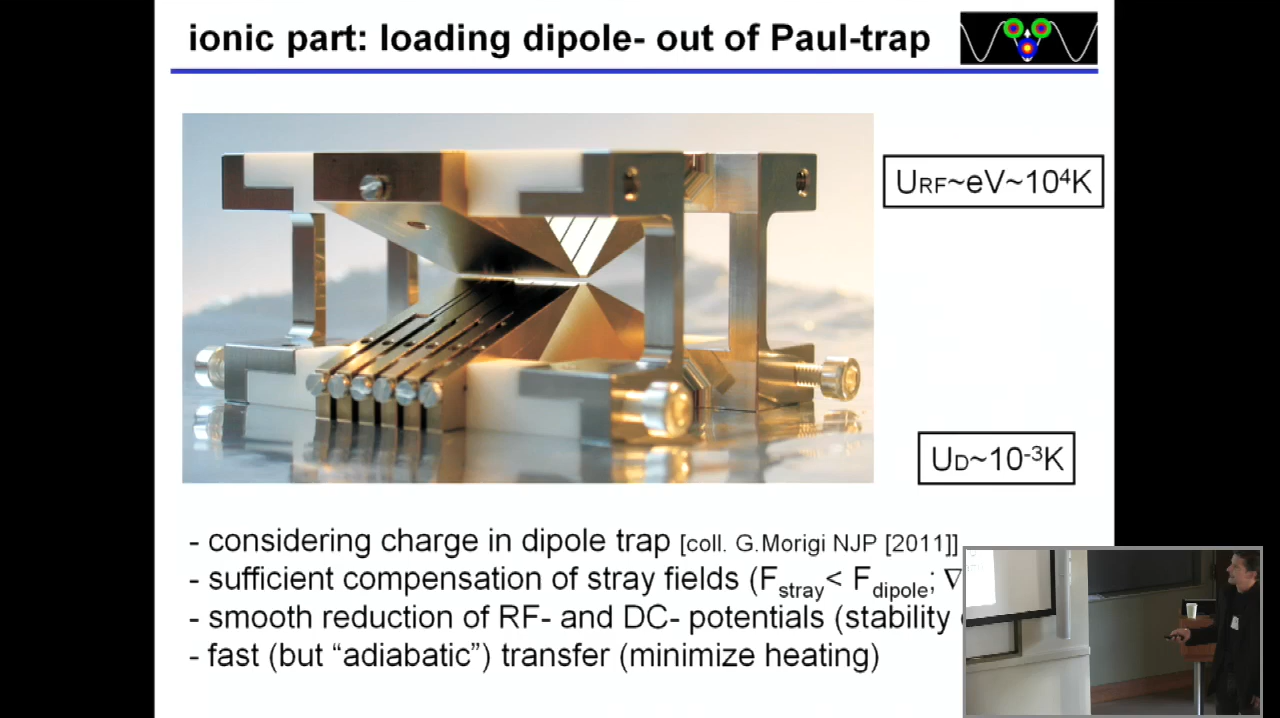 ionic part: loading dipole- out of Paul-trap
URF~eV~10⁴K
UD~10⁻³K
- considering charge in dipole trap [coll. G.Morigi NJP [2011]]
- sufficient compensation of stray fields (Fstray< Fdipole; ∇
- smooth reduction of RF- and DC- potentials (stability
- fast (but “adiabatic”) transfer (minimize heating)